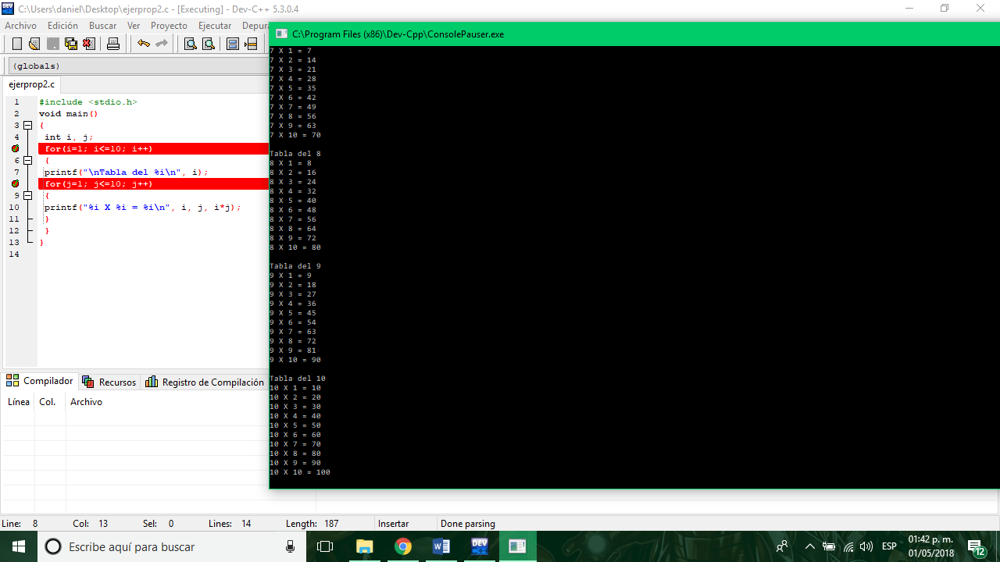 C:\Users\daniel\Desktop\ejerprop2.c - [Executing] - Dev-C++ 5.3.0.4
Archivo Edición Buscar Ver Proyecto Ejecutar Depura
(globals)
ejerprop2.c
1 #include <stdio.h>
2 void main()
3 {
4 int i, j;
for(i=1; i<=10; i++)
6 {
7 printf("\nTabla del %i\n", i);
for(j=1; j<=10; j++)
9 {
10 printf("%i X %i = %i\n", i, j, i*j);
11 }
12 }
13 }
14
C:\Program Files (x86)\Dev-Cpp\ConsolePauser.exe
7 X 1 = 7
7 X 2 = 14
7 X 3 = 21
7 X 4 = 28
7 X 5 = 35
7 X 6 = 42
7 X 7 = 49
7 X 8 = 56
7 X 9 = 63
7 X 10 = 70
Tabla del 8
8 X 1 = 8
8 X 2 = 16
8 X 3 = 24
8 X 4 = 32
8 X 5 = 40
8 X 6 = 48
8 X 7 = 56
8 X 8 = 64
8 X 9 = 72
8 X 10 = 80
Tabla del 9
9 X 1 = 9
9 X 2 = 18
9 X 3 = 27
9 X 4 = 36
9 X 5 = 45
9 X 6 = 54
9 X 7 = 63
9 X 8 = 72
9 X 9 = 81
9 X 10 = 90
Tabla del 10
10 X 1 = 10
10 X 2 = 20
10 X 3 = 30
10 X 4 = 40
10 X 5 = 50
10 X 6 = 60
10 X 7 = 70
10 X 8 = 80
10 X 9 = 90
10 X 10 = 100
Compilador Recursos Registro de Compilación
Línea Col. Archivo
Line: 8 Col: 13 Sel: 0 Lines: 14 Length: 187 Insertar Done parsing
Escribe aquí para buscar
DEV
ESP
01:42 p. m.
01/05/2018
12